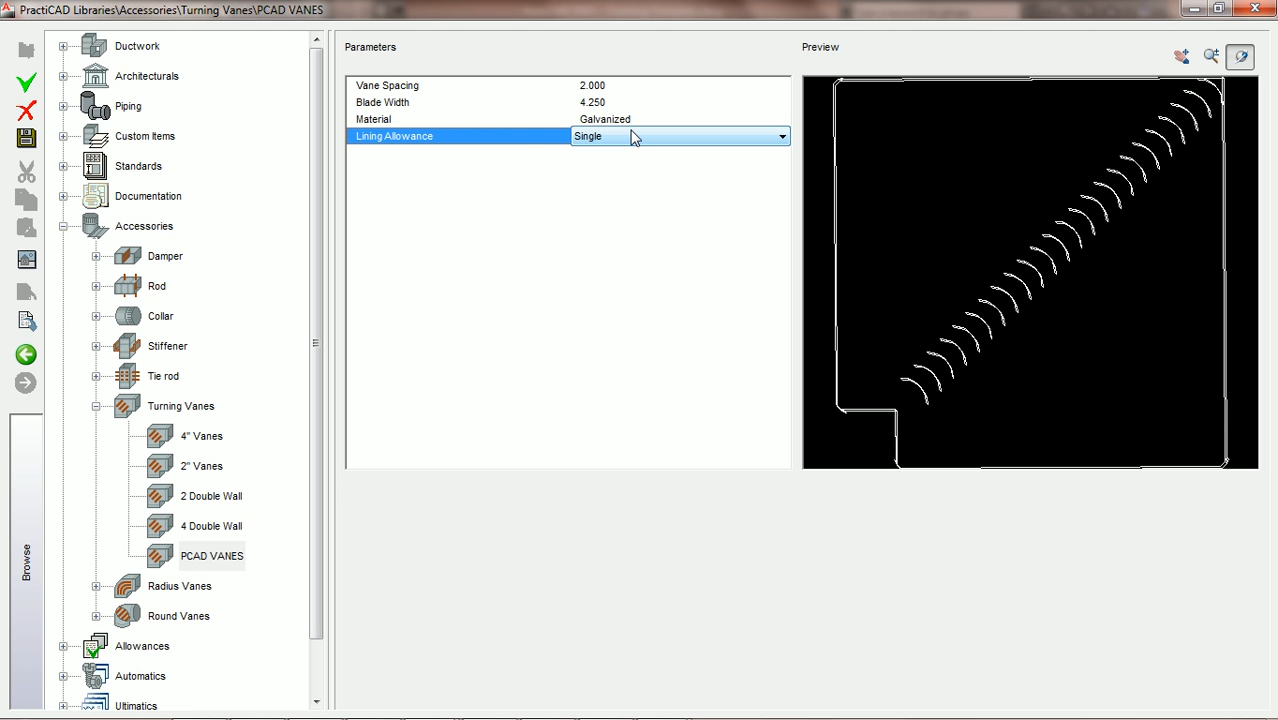 PractiCAD Libraries\Accessories\Turning Vanes\PCAD VANES
Ductwork
Architecturals
Piping
Custom Items
Standards
Documentation
Accessories
Damper
Rod
Collar
Stiffener
Tie rod
Turning Vanes
4" Vanes
2" Vanes
2 Double Wall
4 Double Wall
PCAD VANES
Radius Vanes
Round Vanes
Allowances
Automatics
Ultimatics
Browse
Parameters
Vane Spacing 2.000
Blade Width 4.250
Material Galvanized
Lining Allowance Single
Preview